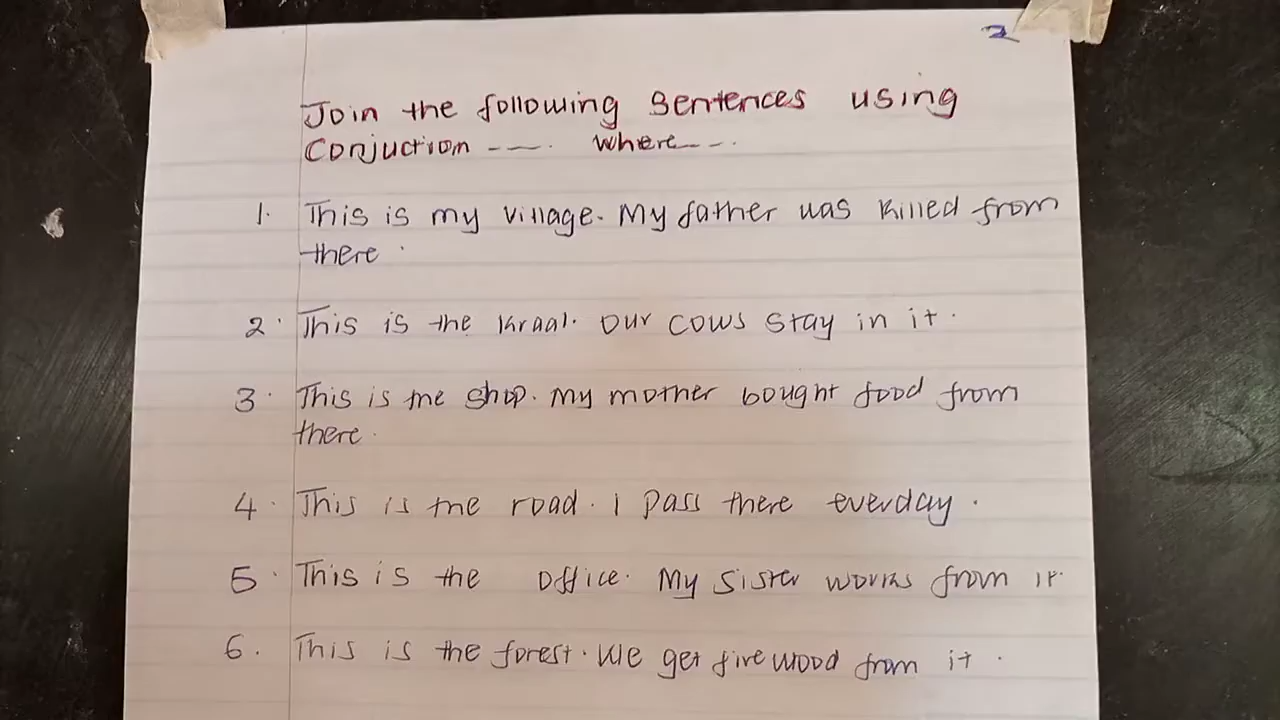 2
Join the following sentences using
Conjuction ---. where---.
1. This is my village. My father was killed from
there.
2. This is the Kraal. Our cows stay in it.
3. This is the shop. My mother bought food from
there.
4. This is the road. I pass there everday.
5. This is the office. My sister works from it.
6. This is the forest. We get fire wood from it.